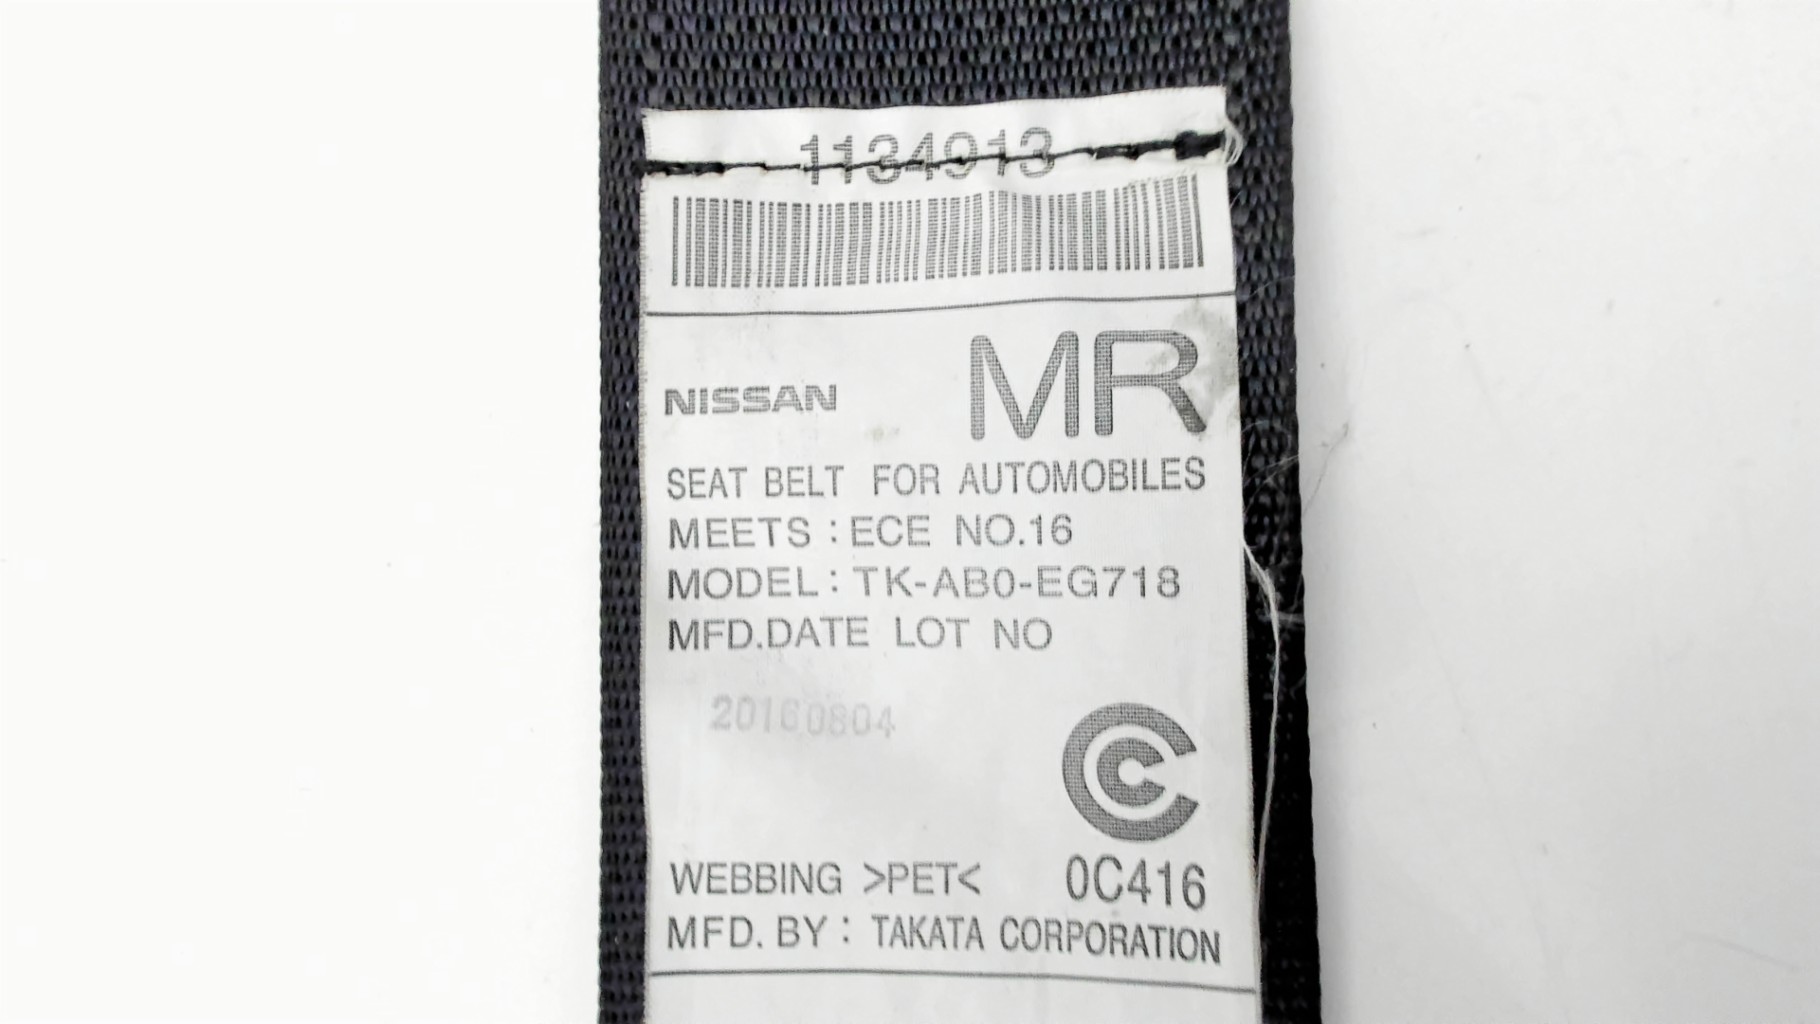 1134913
NISSAN MR
SEAT BELT FOR AUTOMOBILES
MEETS : ECE NO.16
MODEL : TK-AB0-EG718
MFD.DATE LOT NO
20160804
WEBBING >PET< 0C416
MFD. BY : TAKATA CORPORATION